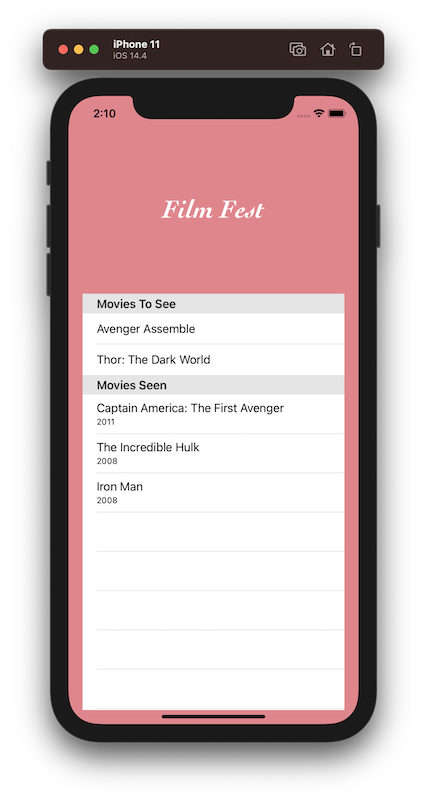 iPhone 11
iOS 14.4
2:10
Film Fest
Movies To See
Avenger Assemble
Thor: The Dark World
Movies Seen
Captain America: The First Avenger
2011
The Incredible Hulk
2008
Iron Man
2008